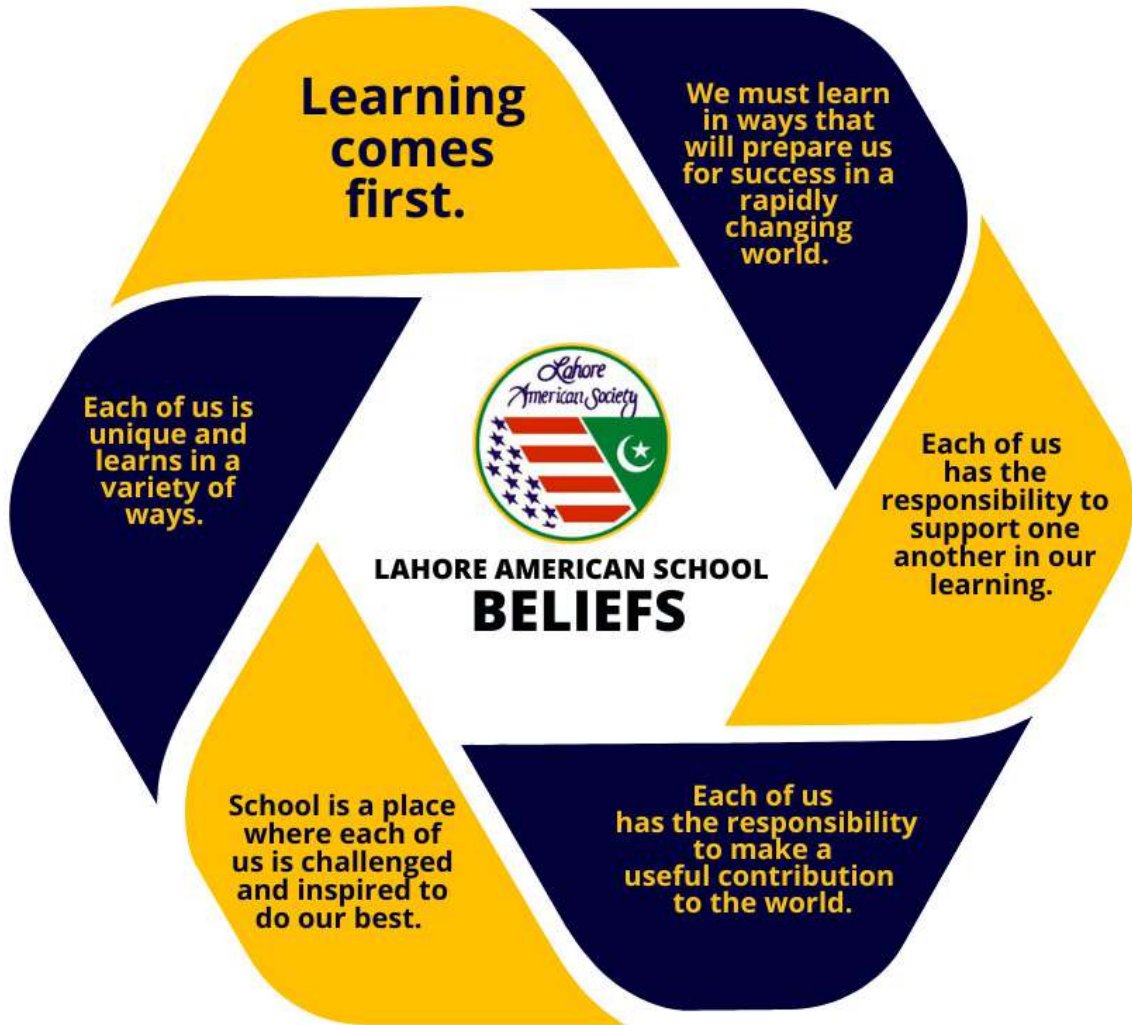 Learning
comes
first.
We must learn
in ways that
will prepare us
for success in a
rapidly
changing
world.
Each of us
has the
responsibility to
support one
another in our
learning.
Each of us
has the responsibility
to make a
useful contribution
to the world.
School is a place
where each of
us is challenged
and inspired to
do our best.
Each of us is
unique and
learns in a
variety of
ways.
Lahore
American Society
LAHORE AMERICAN SCHOOL
BELIEFS